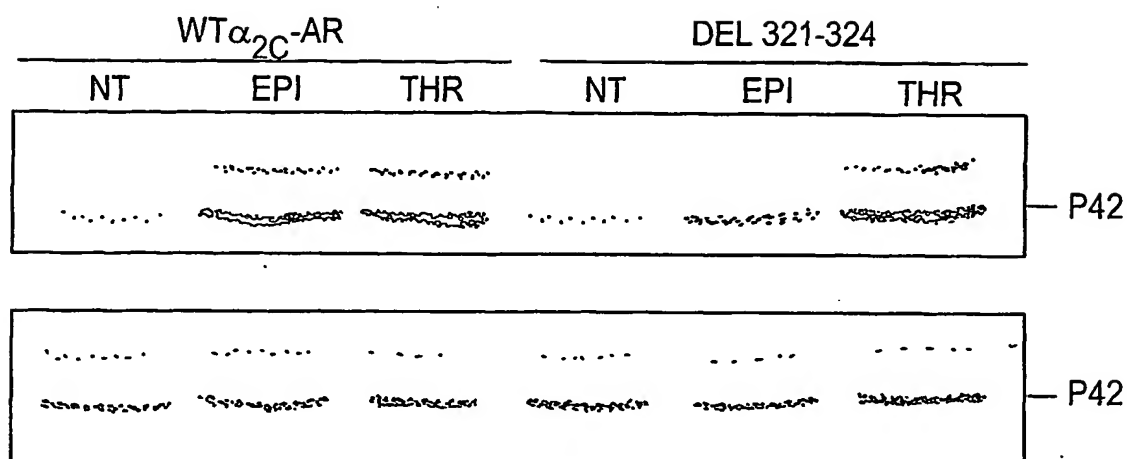 WTα2C-AR DEL 321-324
NT EPI THR NT EPI THR
P42
P42